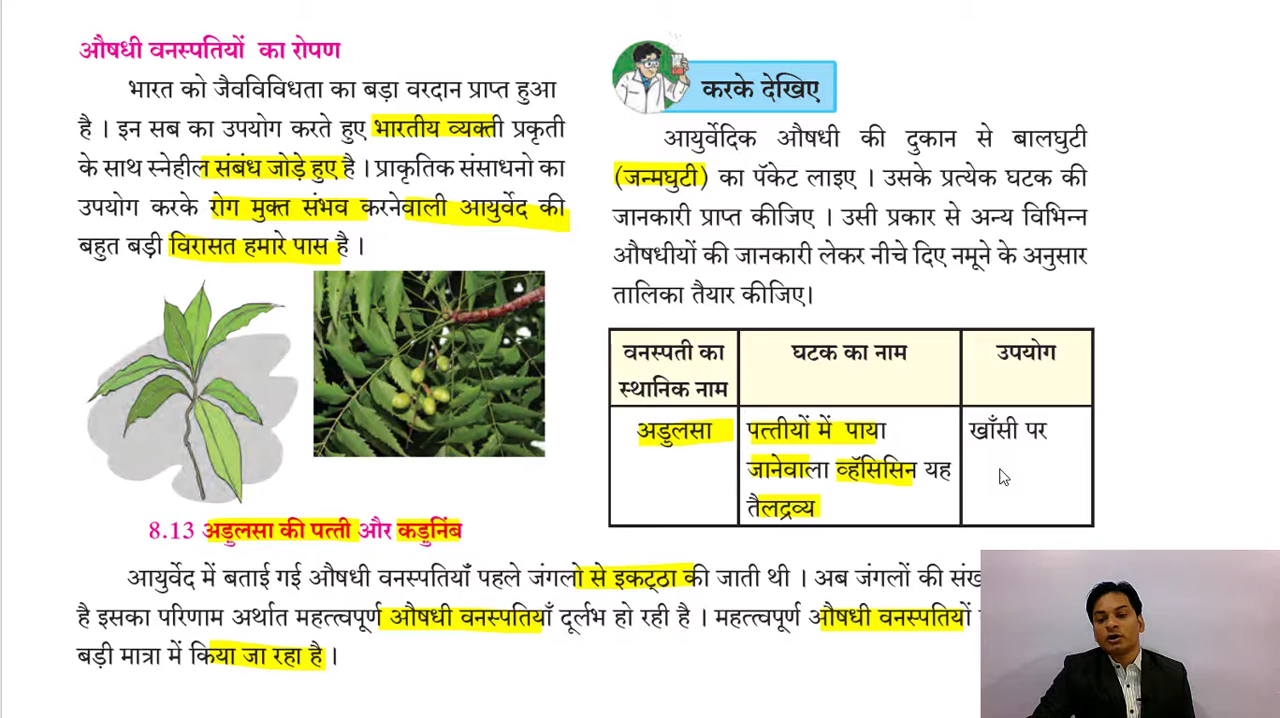 औषधी वनस्पतियों का रोपण
भारत को जैवविविधता का बड़ा वरदान प्राप्त हुआ
है । इन सब का उपयोग करते हुए भारतीय व्यक्ती प्रकृती
के साथ स्नेहील संबंध जोड़े हुए है । प्राकृतिक संसाधनो का
उपयोग करके रोग मुक्त संभव करनेवाली आयुर्वेद की
बहुत बड़ी विरासत हमारे पास है ।
8.13 अडुलसा की पत्ती और कडुनिंब
करके देखिए
आयुर्वेदिक औषधी की दुकान से बालघुटी
(जन्मघुटी) का पॅकेट लाइए । उसके प्रत्येक घटक की
जानकारी प्राप्त कीजिए । उसी प्रकार से अन्य विभिन्न
औषधीयों की जानकारी लेकर नीचे दिए नमूने के अनुसार
तालिका तैयार कीजिए।
वनस्पती का घटक का नाम उपयोग
स्थानिक नाम
अडुलसा पत्तीयों में पाया खाँसी पर
जानेवाला व्हॅसिसिन यह
तैलद्रव्य
आयुर्वेद में बताई गई औषधी वनस्पतियाँ पहले जंगलो से इकट्ठा की जाती थी । अब जंगलों की
है इसका परिणाम अर्थात महत्त्वपूर्ण औषधी वनस्पतियाँ दूर्लभ हो रही है । महत्त्वपूर्ण औषधी वनस्पतियों
बड़ी मात्रा में किया जा रहा है ।